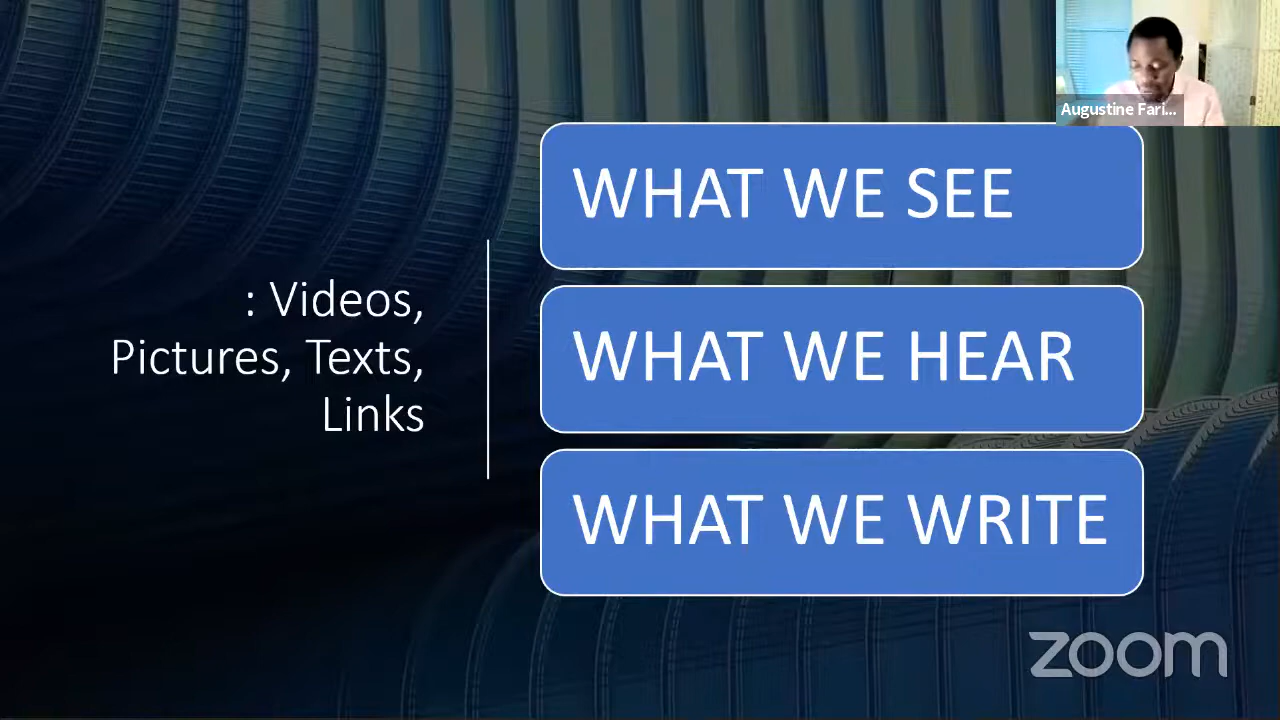 Augustine Fari...
WHAT WE SEE
: Videos,
Pictures, Texts,
Links
WHAT WE HEAR
WHAT WE WRITE
zoom